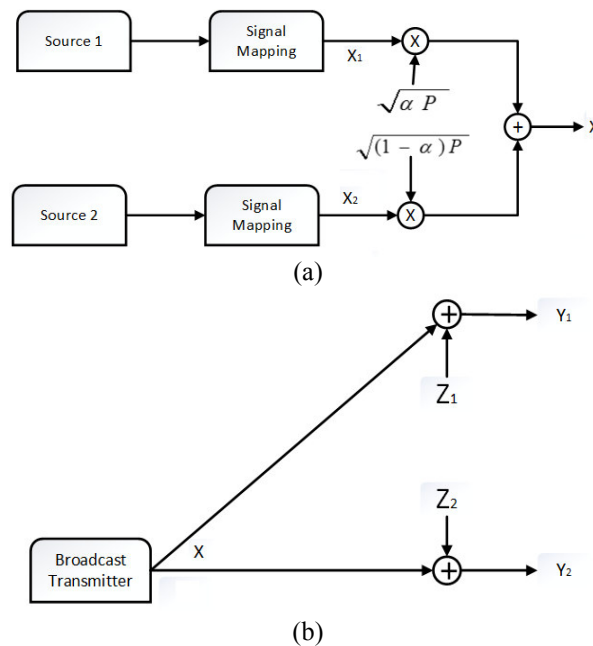 Source 1
Signal
Mapping
X₁
X
√α P
+
X
√(1 − α)P
Source 2
Signal
Mapping
X₂
X
(a)
+
Y₁
Z₁
Z₂
Broadcast
Transmitter
X
+
Y₂
(b)